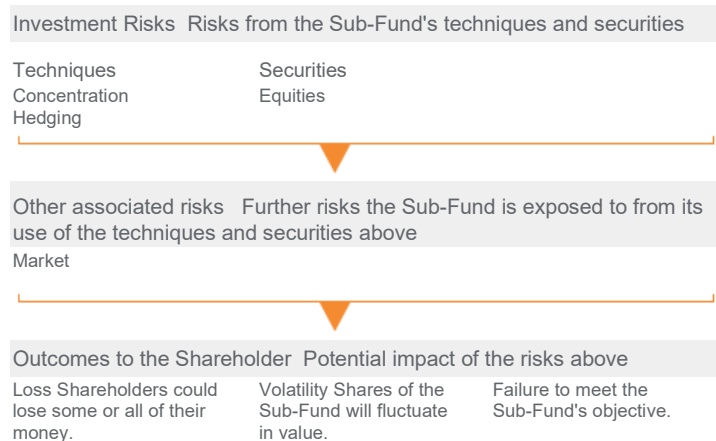 Investment Risks Risks from the Sub-Fund's techniques and securities
Techniques
Concentration
Hedging
Securities
Equities
Other associated risks Further risks the Sub-Fund is exposed to from its
use of the techniques and securities above
Market
Outcomes to the Shareholder Potential impact of the risks above
Loss Shareholders could
lose some or all of their
money.
Volatility Shares of the
Sub-Fund will fluctuate
in value.
Failure to meet the
Sub-Fund's objective.